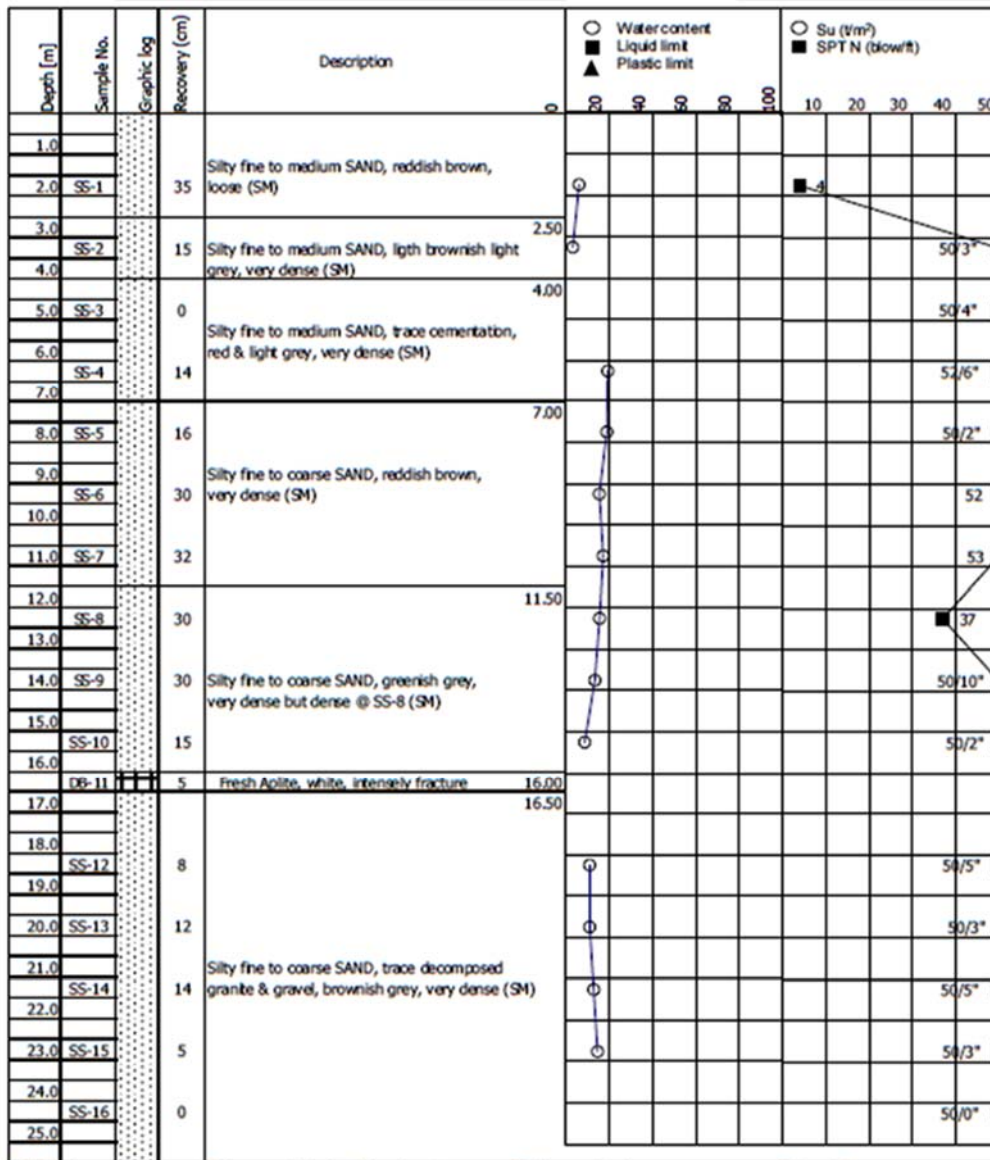 Depth [m]
Sample No.
Graphic log
Recovery (cm)
Description
Water content
Liquid limit
Plastic limit
0 20 40 60 80 100
Su (t/m²)
SPT N (blow/ft)
10 20 30 40 50
1.0
Silty fine to medium SAND, reddish brown,
2.0 SS-1 35 loose (SM) 4
3.0 2.50
SS-2 15 Silty fine to medium SAND, ligth brownish light 50/3"
4.0 grey, very dense (SM)
4.00
5.0 SS-3 0 50/4"
Silty fine to medium SAND, trace cementation,
6.0 red & light grey, very dense (SM)
SS-4 14 52/6"
7.0
7.00
8.0 SS-5 16 50/2"
9.0 Silty fine to coarse SAND, reddish brown,
SS-6 30 very dense (SM) 52
10.0
11.0 SS-7 32 53
12.0 11.50
SS-8 30 37
13.0
14.0 SS-9 30 Silty fine to coarse SAND, greenish grey, 50/10"
very dense but dense @ SS-8 (SM)
15.0
SS-10 15 50/2"
16.0
DB-11 5 Fresh Aplite, white, intensely fracture 16.00
17.0 16.50
18.0
SS-12 8 50/5"
19.0
20.0 SS-13 12 50/3"
21.0 Silty fine to coarse SAND, trace decomposed
SS-14 14 granite & gravel, brownish grey, very dense (SM) 50/5"
22.0
23.0 SS-15 5 50/3"
24.0
SS-16 0 50/0"
25.0